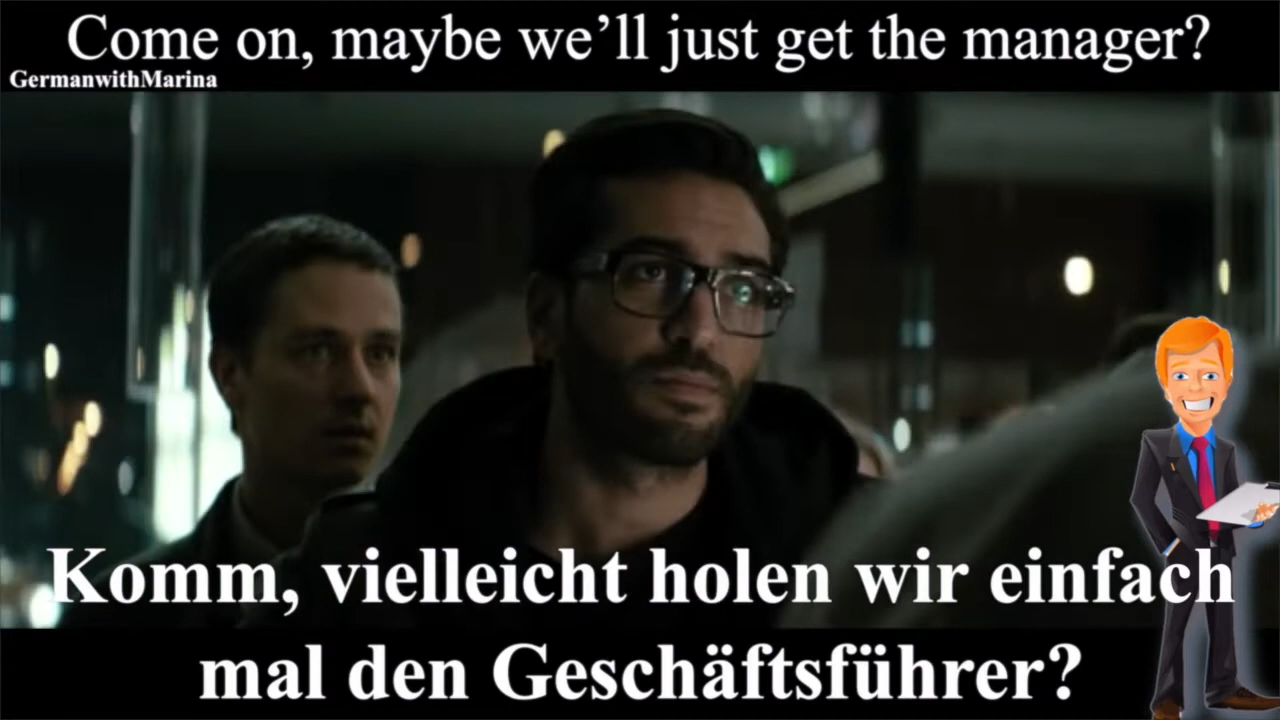 Come on, maybe we’ll just get the manager?
GermanwithMarina
Komm, vielleicht holen wir einfach
mal den Geschäftsführer?